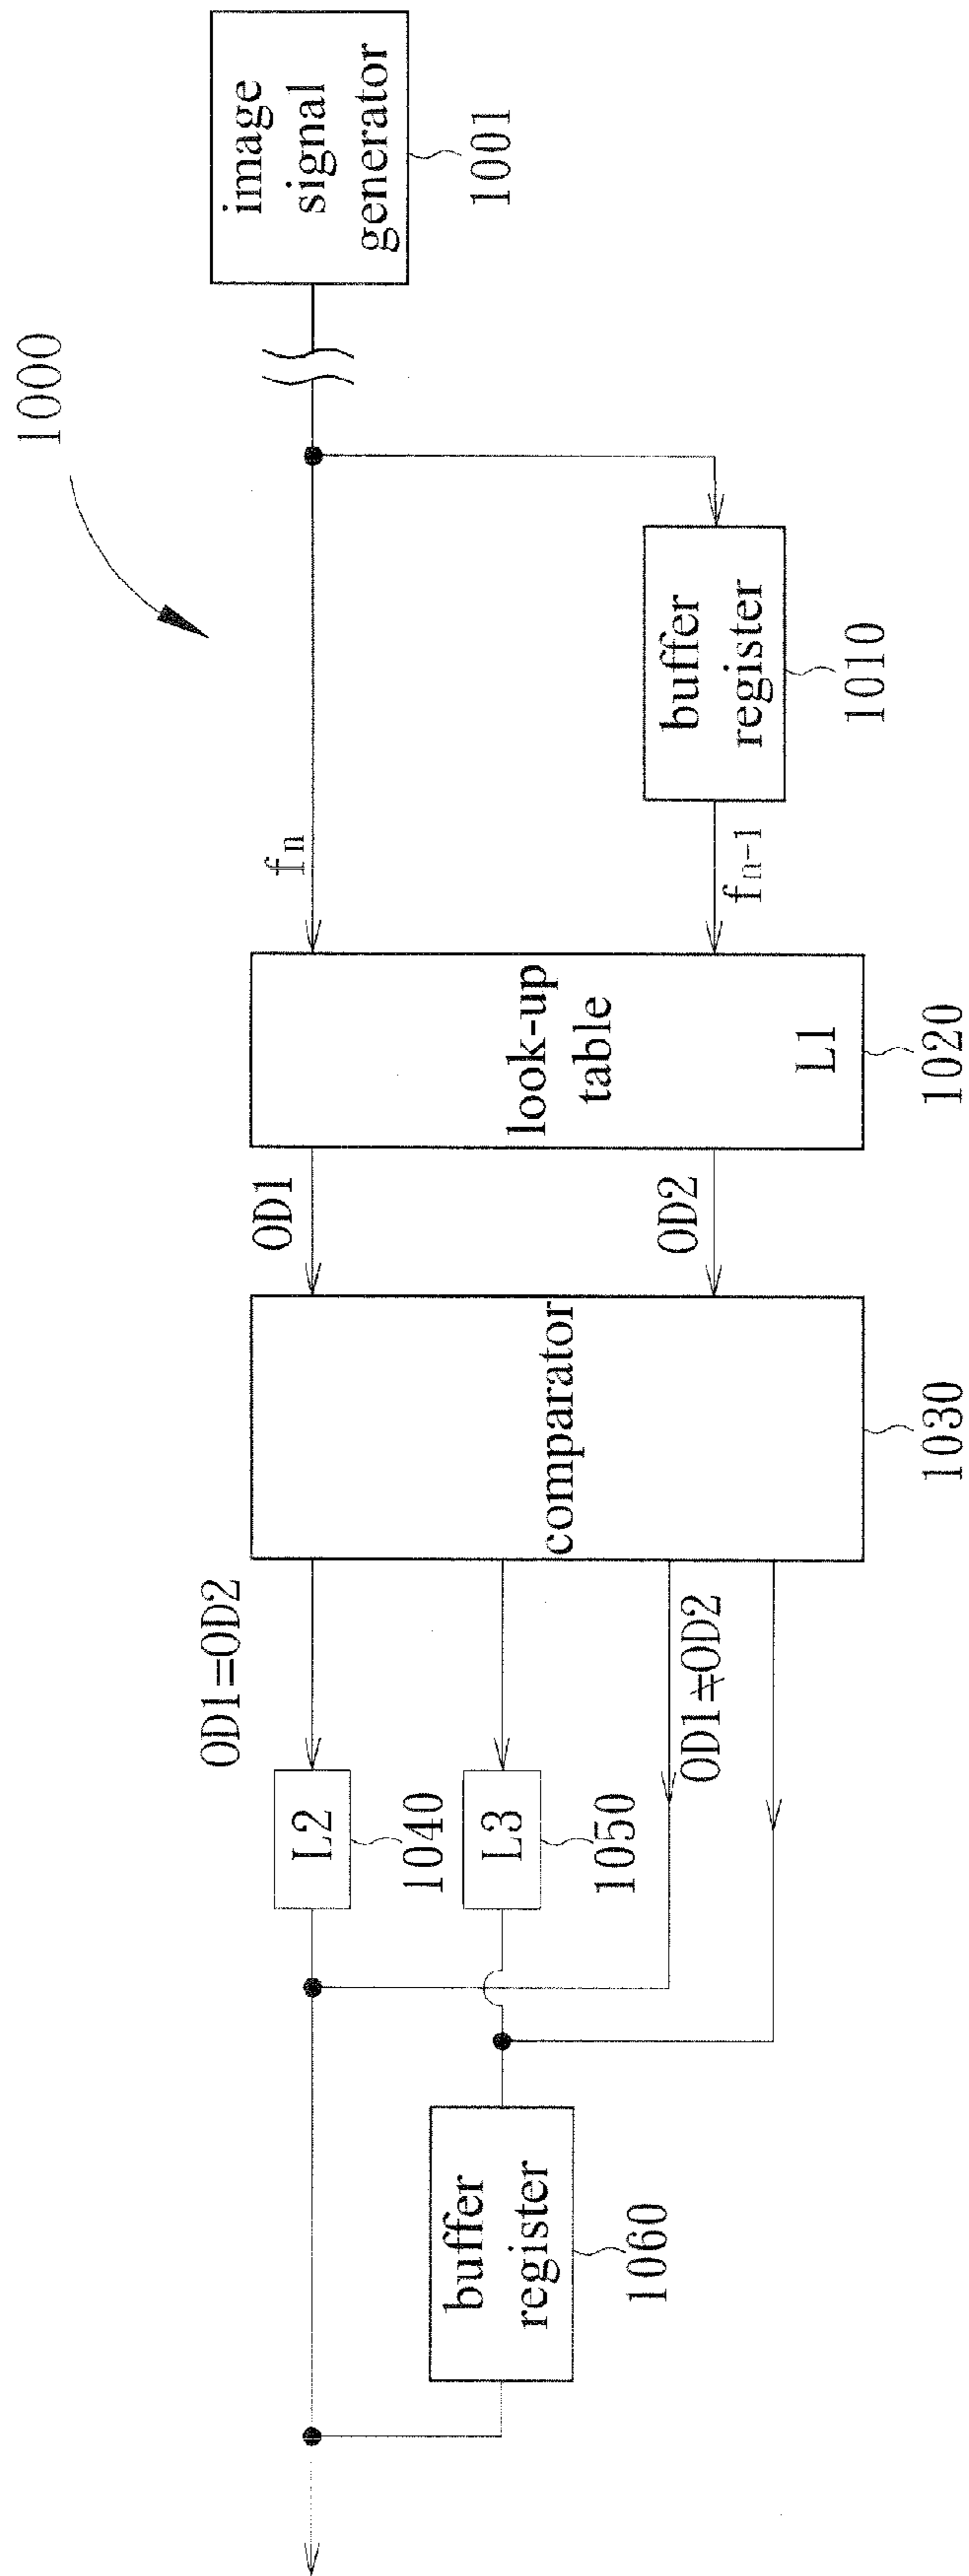 1000
image
signal
generator
1001
fn
buffer
register
1010
fn-1
look-up
table
L1
1020
OD1
OD2
comparator
1030
OD1=OD2
OD1≠OD2
L2
1040
L3
1050
buffer
register
1060